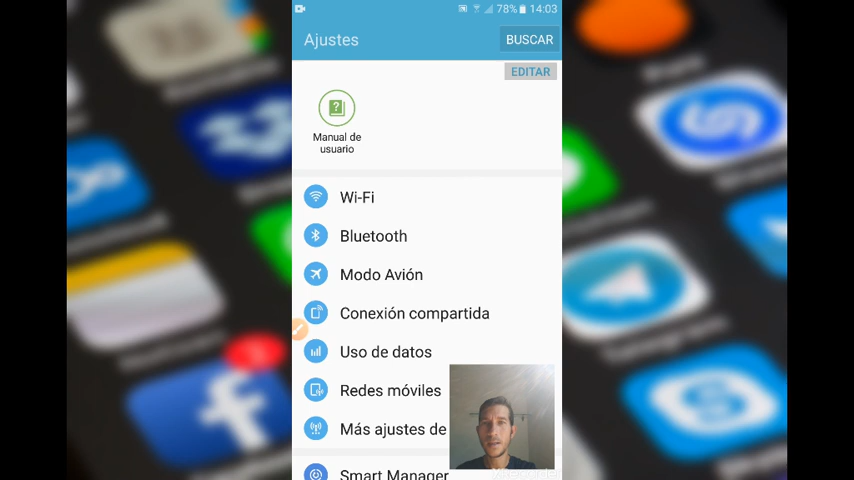 78% 14:03
Ajustes
BUSCAR
EDITAR
Manual de
usuario
Wi-Fi
Bluetooth
Modo Avión
Conexión compartida
Uso de datos
Redes móviles
Más ajustes de
Smart Manager